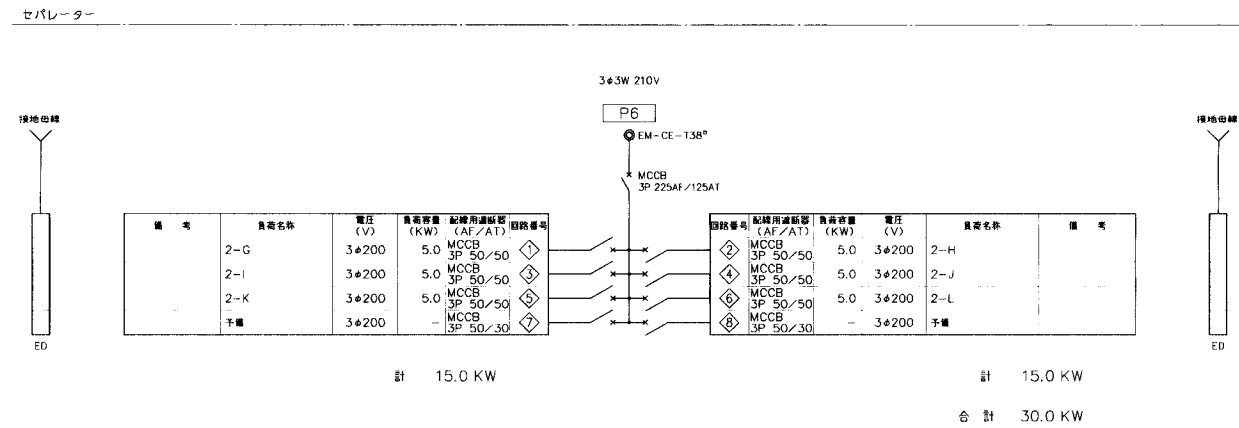 セパレーター
3φ3W 210V
P6
EM-CE-T38□
MCCB
3P 225AF/125AT
接地母線
ED
備 考 負荷名称 電圧(V) 負荷容量(KW) 配線用遮断器(AF/AT) 回路番号
2-G 3φ200 5.0 MCCB 3P 50/50 1
2-I 3φ200 5.0 MCCB 3P 50/50 3
2-K 3φ200 5.0 MCCB 3P 50/50 5
予備 3φ200 - MCCB 3P 50/30 7
計 15.0 KW
回路番号 配線用遮断器(AF/AT) 負荷容量(KW) 電圧(V) 負荷名称 備 考
2 MCCB 3P 50/50 5.0 3φ200 2-H
4 MCCB 3P 50/50 5.0 3φ200 2-J
6 MCCB 3P 50/50 5.0 3φ200 2-L
8 MCCB 3P 50/30 - 3φ200 予備
接地母線
ED
計 15.0 KW
合 計 30.0 KW